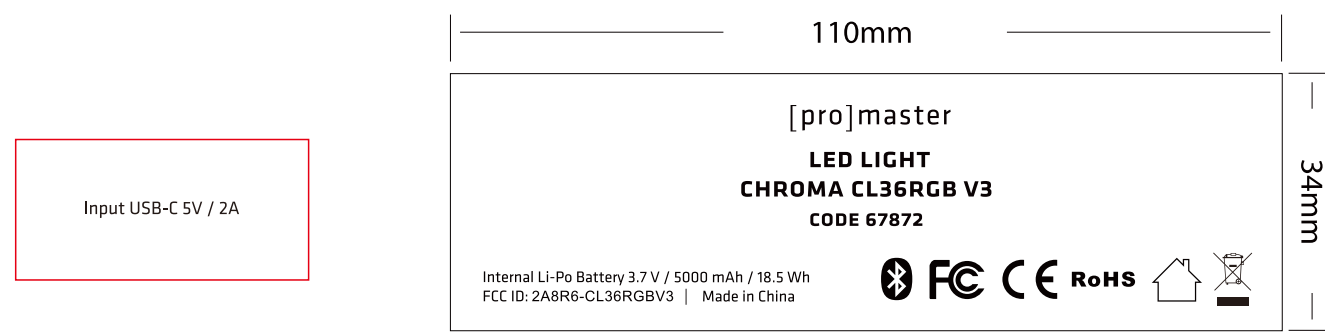 110mm
[pro]master
LED LIGHT
CHROMA CL36RGB V3
CODE 67872
34mm
Input USB-C 5V / 2A
Internal Li-Po Battery 3.7 V / 5000 mAh / 18.5 Wh
FCC ID: 2A8R6-CL36RGBV3 | Made in China
FC CE RoHS